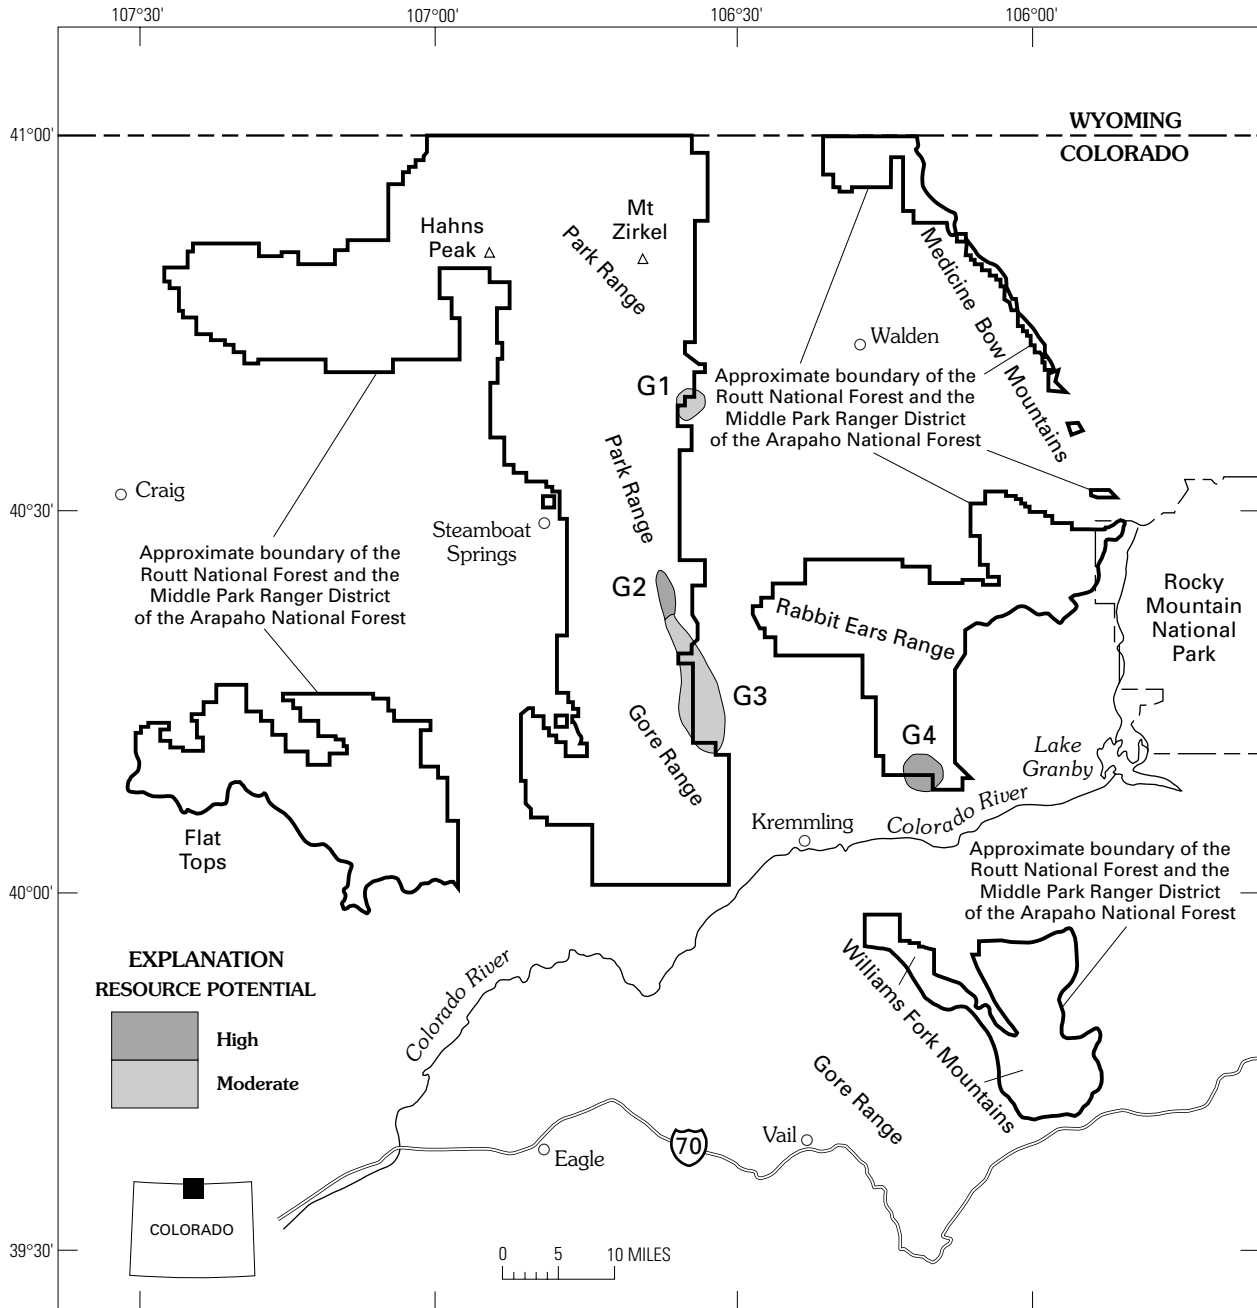 107°30'
107°00'
106°30'
106°00'
41°00'
WYOMING
COLORADO
Hahns
Peak
Mt
Zirkel
Park Range
Medicine Bow Mountains
Walden
G1
Approximate boundary of the
Routt National Forest and the
Middle Park Ranger District
of the Arapaho National Forest
Park Range
Craig
40°30'
Steamboat
Springs
Approximate boundary of the
Routt National Forest and the
Middle Park Ranger District
of the Arapaho National Forest
G2
Rabbit Ears Range
Rocky
Mountain
National
Park
G3
Gore Range
G4
Lake
Granby
Colorado River
Kremmling
Flat
Tops
40°00'
Approximate boundary of the
Routt National Forest and the
Middle Park Ranger District
of the Arapaho National Forest
EXPLANATION
RESOURCE POTENTIAL
High
Moderate
Colorado River
Williams Fork Mountains
Gore Range
Vail
70
Eagle
COLORADO
0 5 10 MILES
39°30'